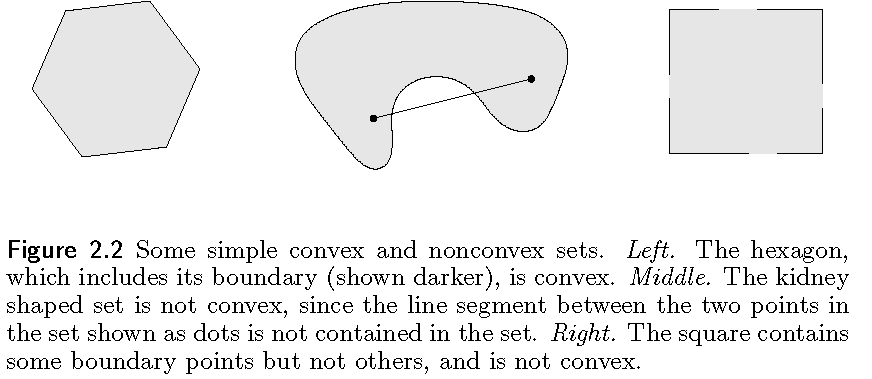 Figure 2.2 Some simple convex and nonconvex sets. Left. The hexagon,
which includes its boundary (shown darker), is convex. Middle. The kidney
shaped set is not convex, since the line segment between the two points in
the set shown as dots is not contained in the set. Right. The square contains
some boundary points but not others, and is not convex.